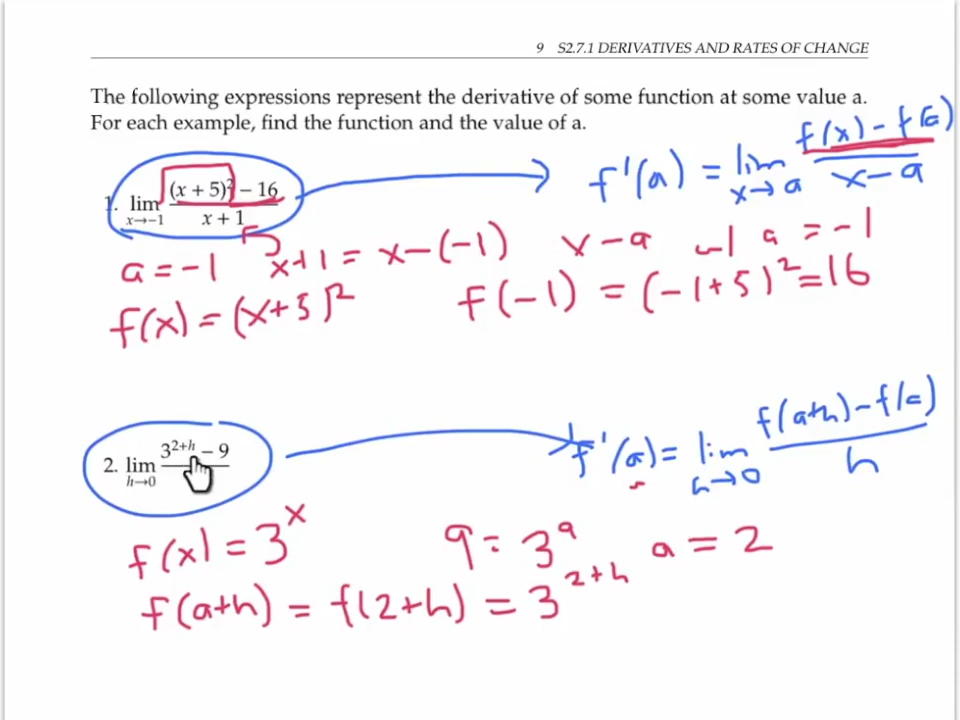 9 S2.7.1 DERIVATIVES AND RATES OF CHANGE
The following expressions represent the derivative of some function at some value a.
For each example, find the function and the value of a.
1. lim x→−1 (x + 5)² − 16 / x + 1
f'(a) = lim x→a f(x) − f(a) / x − a
a = −1 x+1 = x−(−1) x−a a = −1
f(x) = (x+5)² f(−1) = (−1+5)² = 16
2. lim h→0 3^{2+h} − 9
f'(a) = lim h→0 f(a+h) − f(a) / h
f(x) = 3^x 9 = 3^a a = 2
f(a+h) = f(2+h) = 3^{2+h}